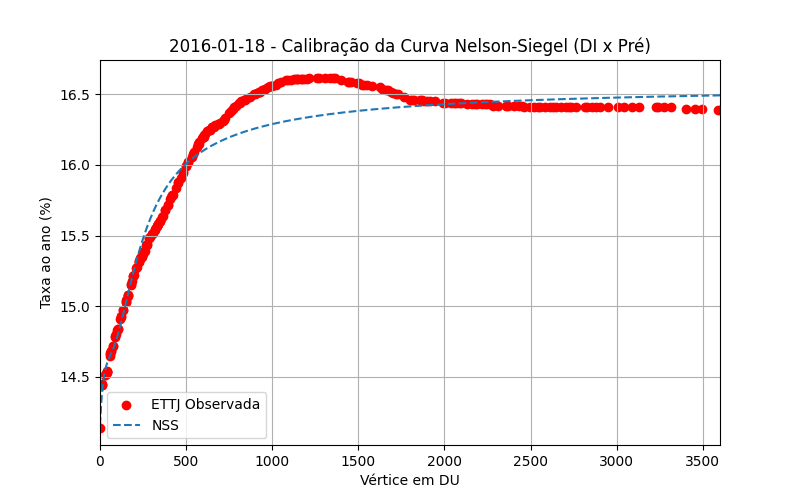 2016-01-18 - Calibração da Curva Nelson-Siegel (DI x Pré)
Taxa ao ano (%)
16.5
16.0
15.5
15.0
14.5
ETTJ Observada
NSS
0 500 1000 1500 2000 2500 3000 3500
Vértice em DU